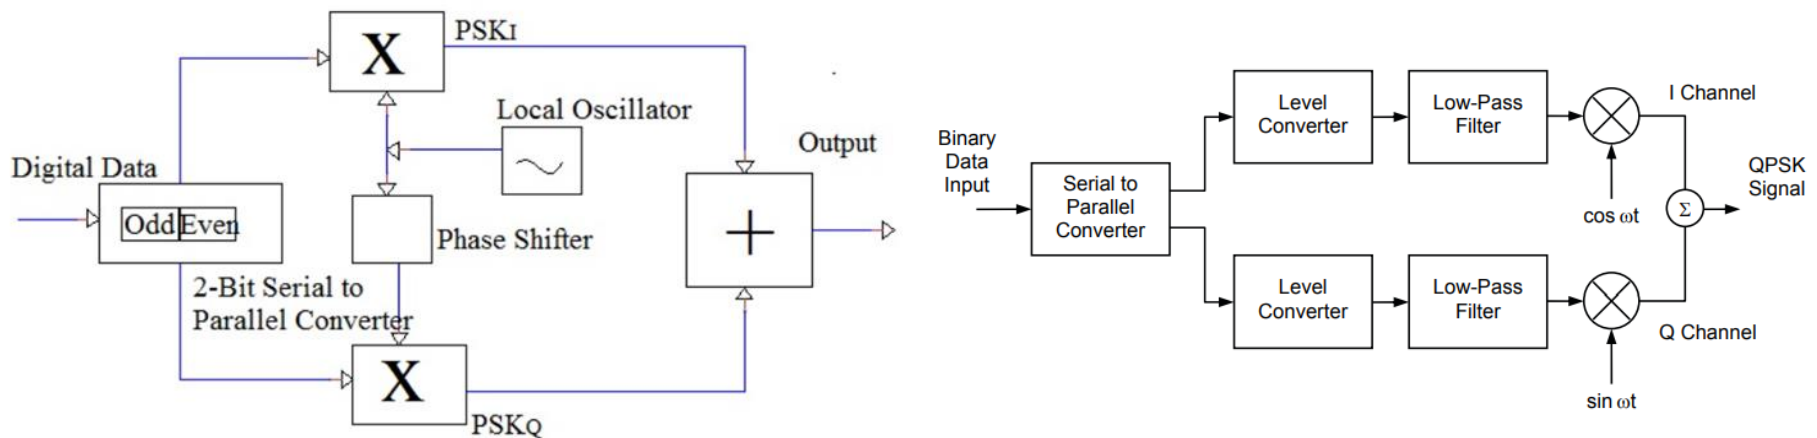 PSKI
X
Local Oscillator
Output
Digital Data
Odd Even
+
Phase Shifter
2-Bit Serial to
Parallel Converter
X
PSKQ
Binary
Data
Input
Serial to
Parallel
Converter
Level
Converter
Low-Pass
Filter
I Channel
cos ωt
Σ
QPSK
Signal
Level
Converter
Low-Pass
Filter
Q Channel
sin ωt